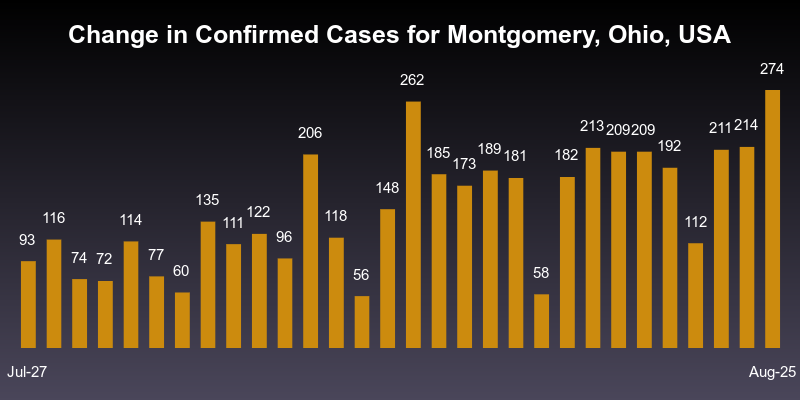 Change in Confirmed Cases for Montgomery, Ohio, USA
93 116 74 72 114 77 60 135 111 122 96 206 118 56 148 262 185 173 189 181 58 182 213 209 209 192 112 211 214 274
Jul-27 Aug-25